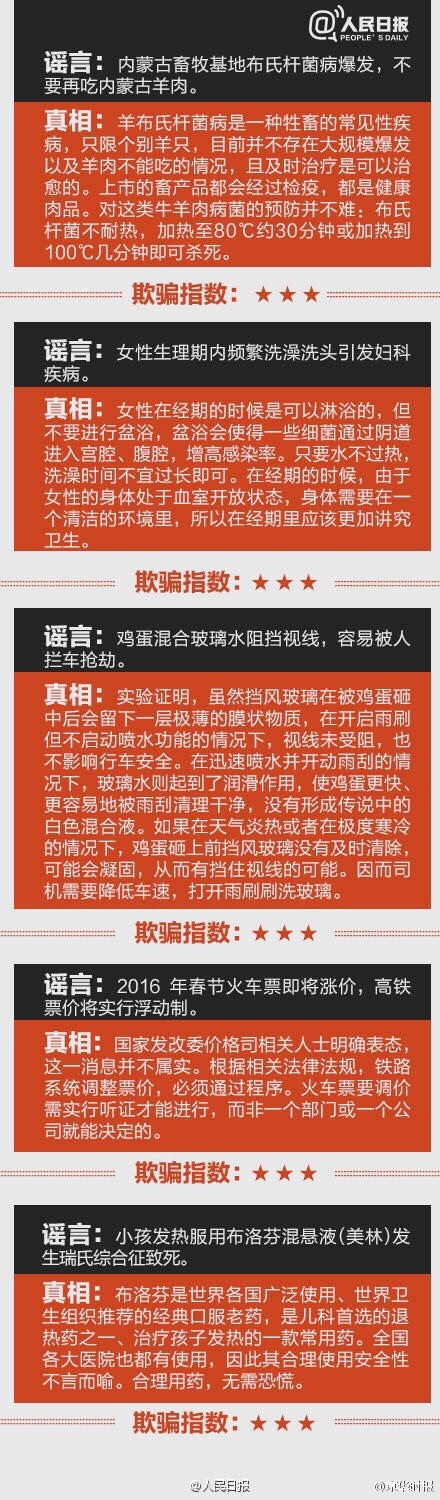 @人民日报
PEOPLE'S DAILY
谣言：内蒙古畜牧基地布氏杆菌病爆发，不
要再吃内蒙古羊肉。
真相：羊布氏杆菌病是一种牲畜的常见性疾
病，只限个别羊只，目前并不存在大规模爆发
以及羊肉不能吃的情况，且及时治疗是可以治
愈的。上市的畜产品都会经过检疫，都是健康
肉品。对这类牛羊肉病菌的预防并不难：布氏
杆菌不耐热，加热至80℃约30分钟或加热到
100℃几分钟即可杀死。
欺骗指数：★★★
谣言：女性生理期内频繁洗澡洗头引发妇科
疾病。
真相：女性在经期的时候是可以淋浴的，但
不要进行盆浴，盆浴会使得一些细菌通过阴道
进入宫腔、腹腔，增高感染率。只要水不过热，
洗澡时间不宜过长即可。在经期的时候，由于
女性的身体处于血室开放状态，身体需要在一
个清洁的环境里，所以在经期里应该更加讲究
卫生。
欺骗指数：★★★
谣言：鸡蛋混合玻璃水阻挡视线，容易被人
拦车抢劫。
真相：实验证明，虽然挡风玻璃在被鸡蛋砸
中后会留下一层极薄的膜状物质，在开启雨刷
但不启动喷水功能的情况下，视线未受阻，也
不影响行车安全。在迅速喷水并开动雨刮的情
况下，玻璃水则起到了润滑作用，使鸡蛋更快、
更容易地被雨刮清理干净，没有形成传说中的
白色混合液。如果在天气炎热或者在极度寒冷
的情况下，鸡蛋砸上前挡风玻璃没有及时清除，
可能会凝固，从而有挡住视线的可能。因而司
机需要降低车速，打开雨刷刷洗玻璃。
欺骗指数：★★★
谣言：2016 年春节火车票即将涨价，高铁
票价将实行浮动制。
真相：国家发改委价格司相关人士明确表态，
这一消息并不属实。根据相关法律法规，铁路
系统调整票价，必须通过程序。火车票要调价
需实行听证才能进行，而非一个部门或一个公
司就能决定的。
欺骗指数：★★★
谣言：小孩发热服用布洛芬混悬液(美林)发
生瑞氏综合征致死。
真相：布洛芬是世界各国广泛使用、世界卫
生组织推荐的经典口服老药，是儿科首选的退
热药之一、治疗孩子发热的一款常用药。全国
各大医院也都有使用，因此其合理使用安全性
不言而喻。合理用药，无需恐慌。
欺骗指数：★★★
@人民日报
@京华时报